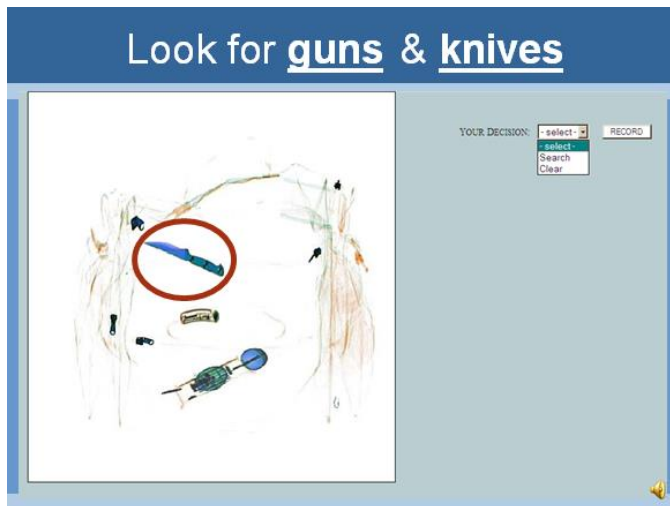 Look for guns & knives
YOUR DECISION: - select - RECORD
- select -
Search
Clear